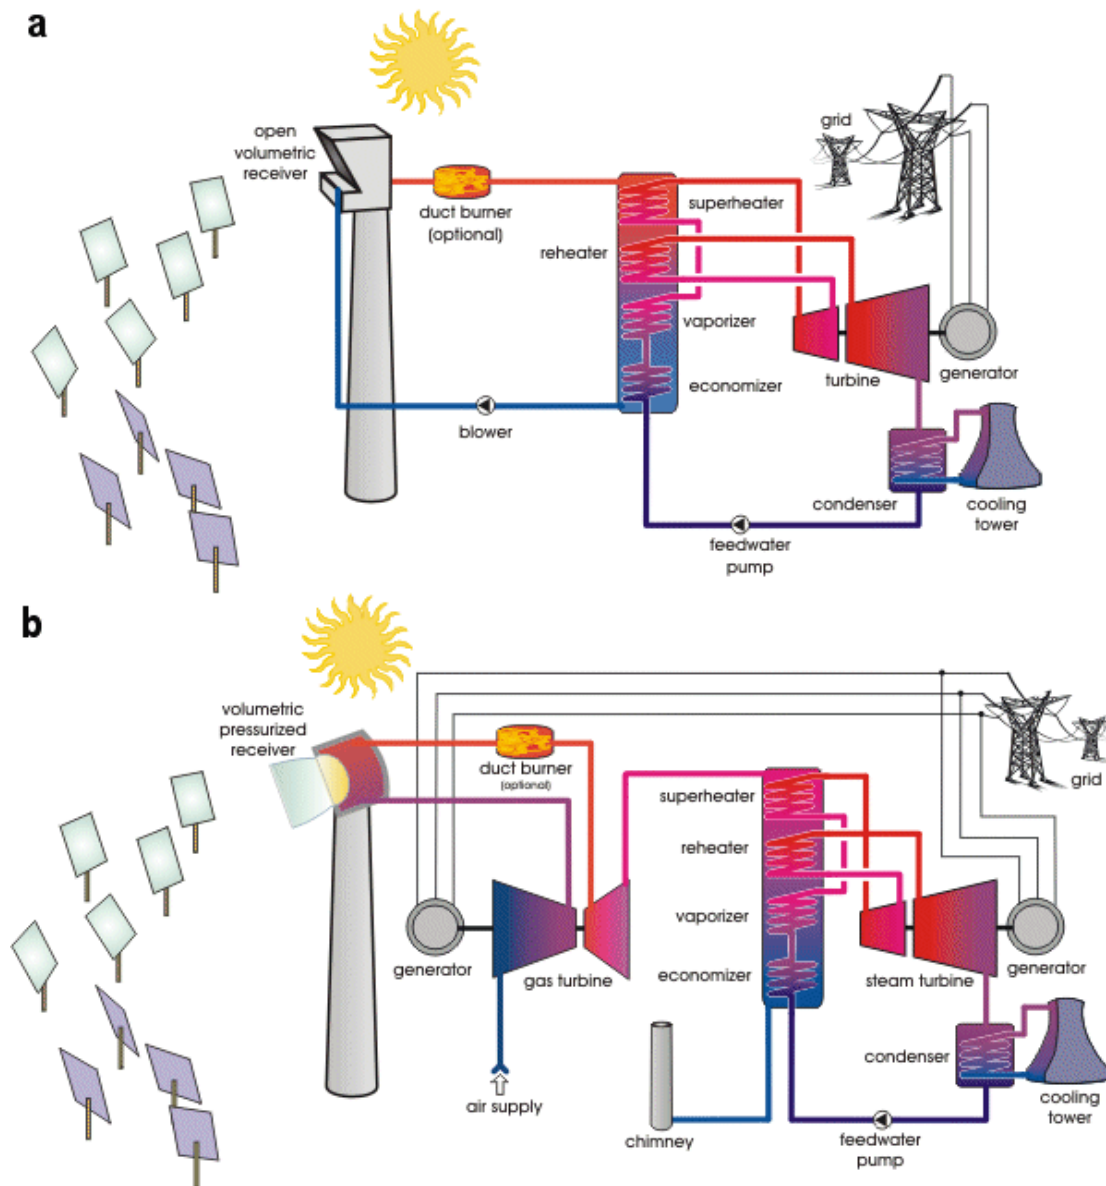 a
open
volumetric
receiver
duct burner
(optional)
grid
superheater
reheater
vaporizer
economizer
turbine
generator
blower
condenser
cooling
tower
feedwater
pump
b
volumetric
pressurized
receiver
duct burner
(optional)
grid
superheater
reheater
vaporizer
economizer
generator
gas turbine
steam turbine
generator
condenser
air supply
chimney
cooling
tower
feedwater
pump